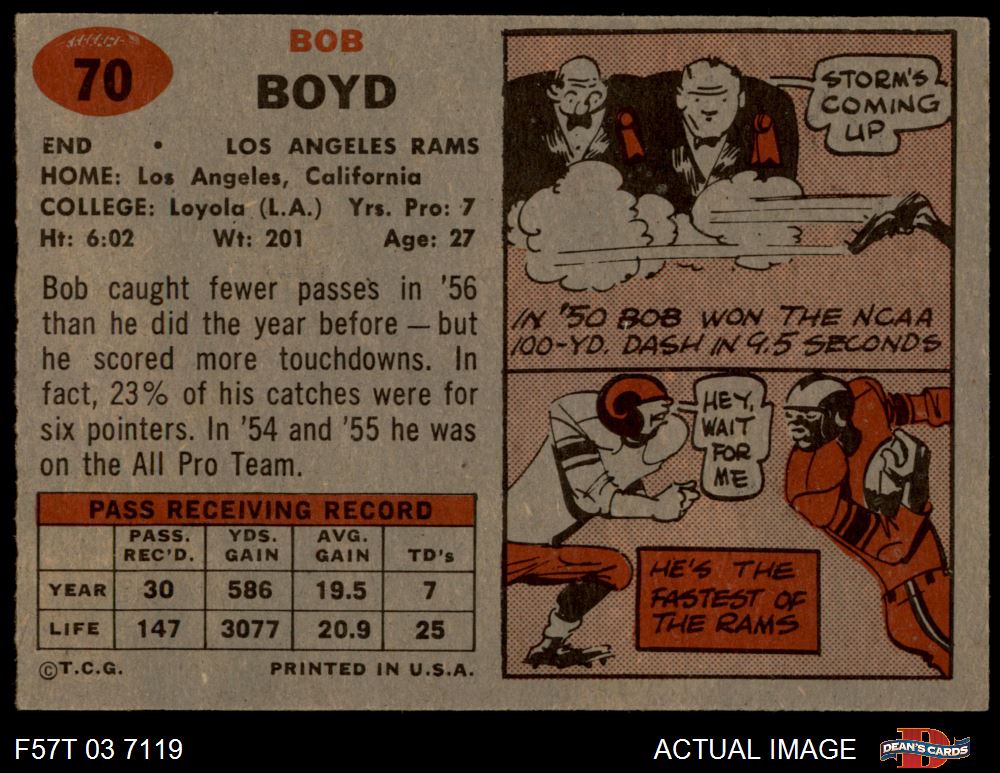 70
BOB
BOYD
END • LOS ANGELES RAMS
HOME: Los Angeles, California
COLLEGE: Loyola (L.A.) Yrs. Pro: 7
Ht: 6:02 Wt: 201 Age: 27
Bob caught fewer passes in '56
than he did the year before — but
he scored more touchdowns. In
fact, 23% of his catches were for
six pointers. In '54 and '55 he was
on the All Pro Team.
PASS RECEIVING RECORD
PASS. REC'D. YDS. GAIN AVG. GAIN TD's
YEAR 30 586 19.5 7
LIFE 147 3077 20.9 25
©T.C.G. PRINTED IN U.S.A.
STORM'S
COMING
UP
IN '50 BOB WON THE NCAA
100-YD. DASH IN 9.5 SECONDS
HEY,
WAIT
FOR
ME
HE'S THE
FASTEST OF
THE RAMS
F57T 03 7119 ACTUAL IMAGE DEAN'S CARDS